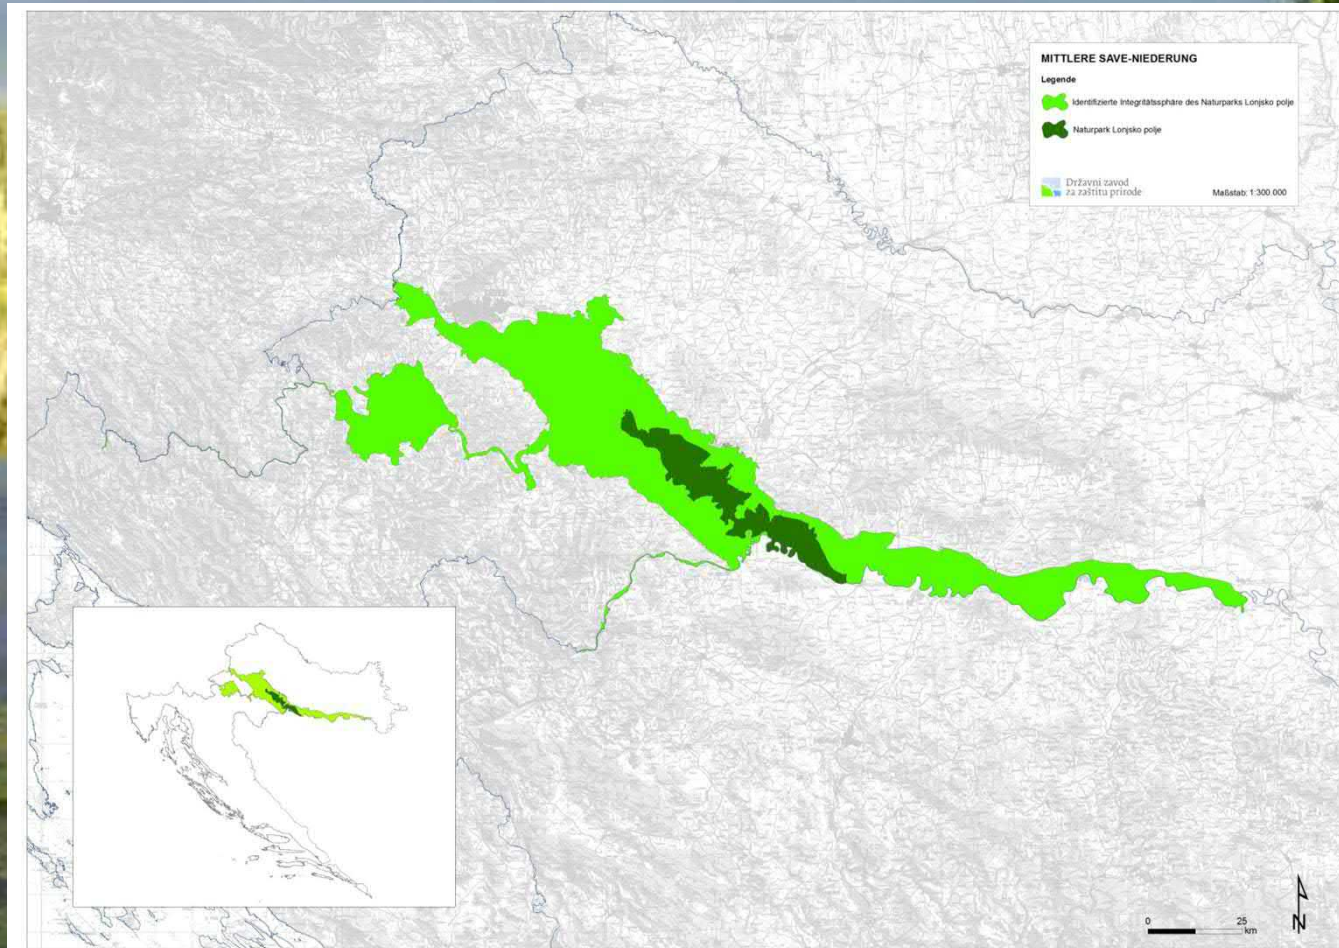 MITTLERE SAVE-NIEDERUNG
Legende
Identifizierte Integritätssphäre des Naturparks Lonjsko polje
Naturpark Lonjsko polje
Državni zavod
za zaštitu prirode
Maßstab: 1:300.000
0 25
km
N